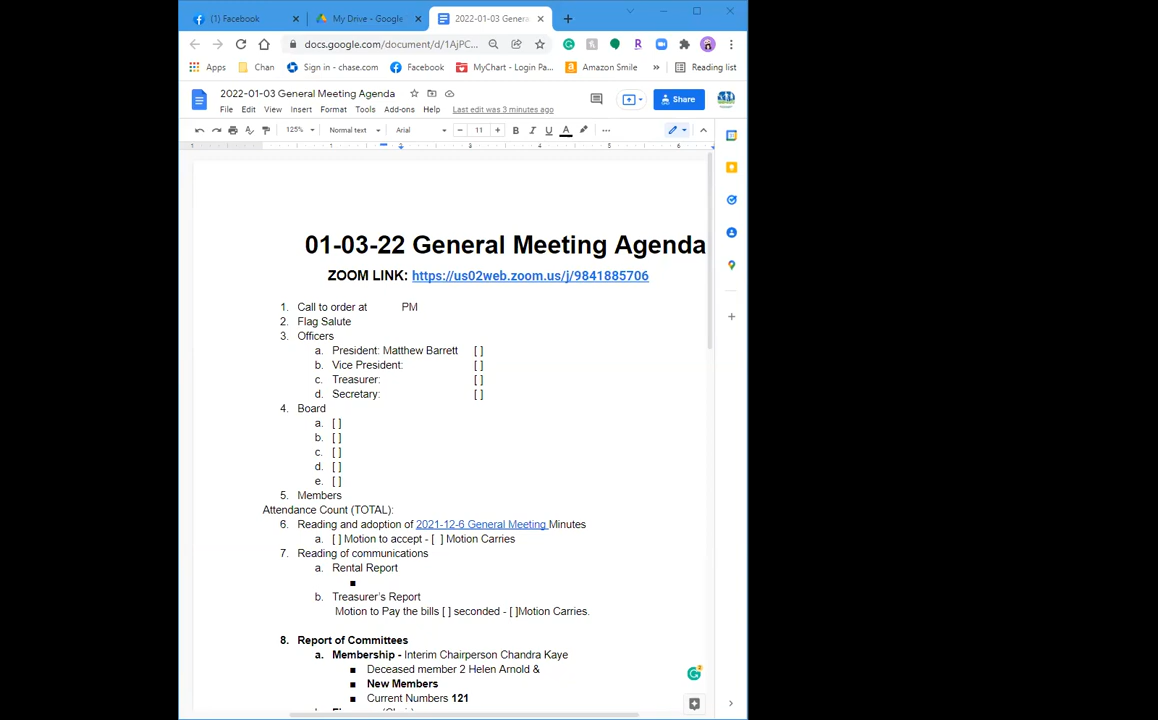 (1) Facebook
My Drive - Google
2022-01-03 Genera
docs.google.com/document/d/1AjPC...
Apps
Chan
Sign in - chase.com
Facebook
MyChart - Login Pa...
Amazon Smile
»
Reading list
2022-01-03 General Meeting Agenda
File Edit View Insert Format Tools Add-ons Help Last edit was 3 minutes ago
Share
125% Normal text Arial 11 B I U A
1 1 2 3 4 5 6
01-03-22 General Meeting Agenda
ZOOM LINK: https://us02web.zoom.us/j/9841885706
1. Call to order at PM
2. Flag Salute
3. Officers
a. President: Matthew Barrett [ ]
b. Vice President: [ ]
c. Treasurer: [ ]
d. Secretary: [ ]
4. Board
a. [ ]
b. [ ]
c. [ ]
d. [ ]
e. [ ]
5. Members
Attendance Count (TOTAL):
6. Reading and adoption of 2021-12-6 General Meeting Minutes
a. [ ] Motion to accept - [ ] Motion Carries
7. Reading of communications
a. Rental Report
■
b. Treasurer's Report
Motion to Pay the bills [ ] seconded - [ ]Motion Carries.
8. Report of Committees
a. Membership - Interim Chairperson Chandra Kaye
■ Deceased member 2 Helen Arnold &
■ New Members
■ Current Numbers 121